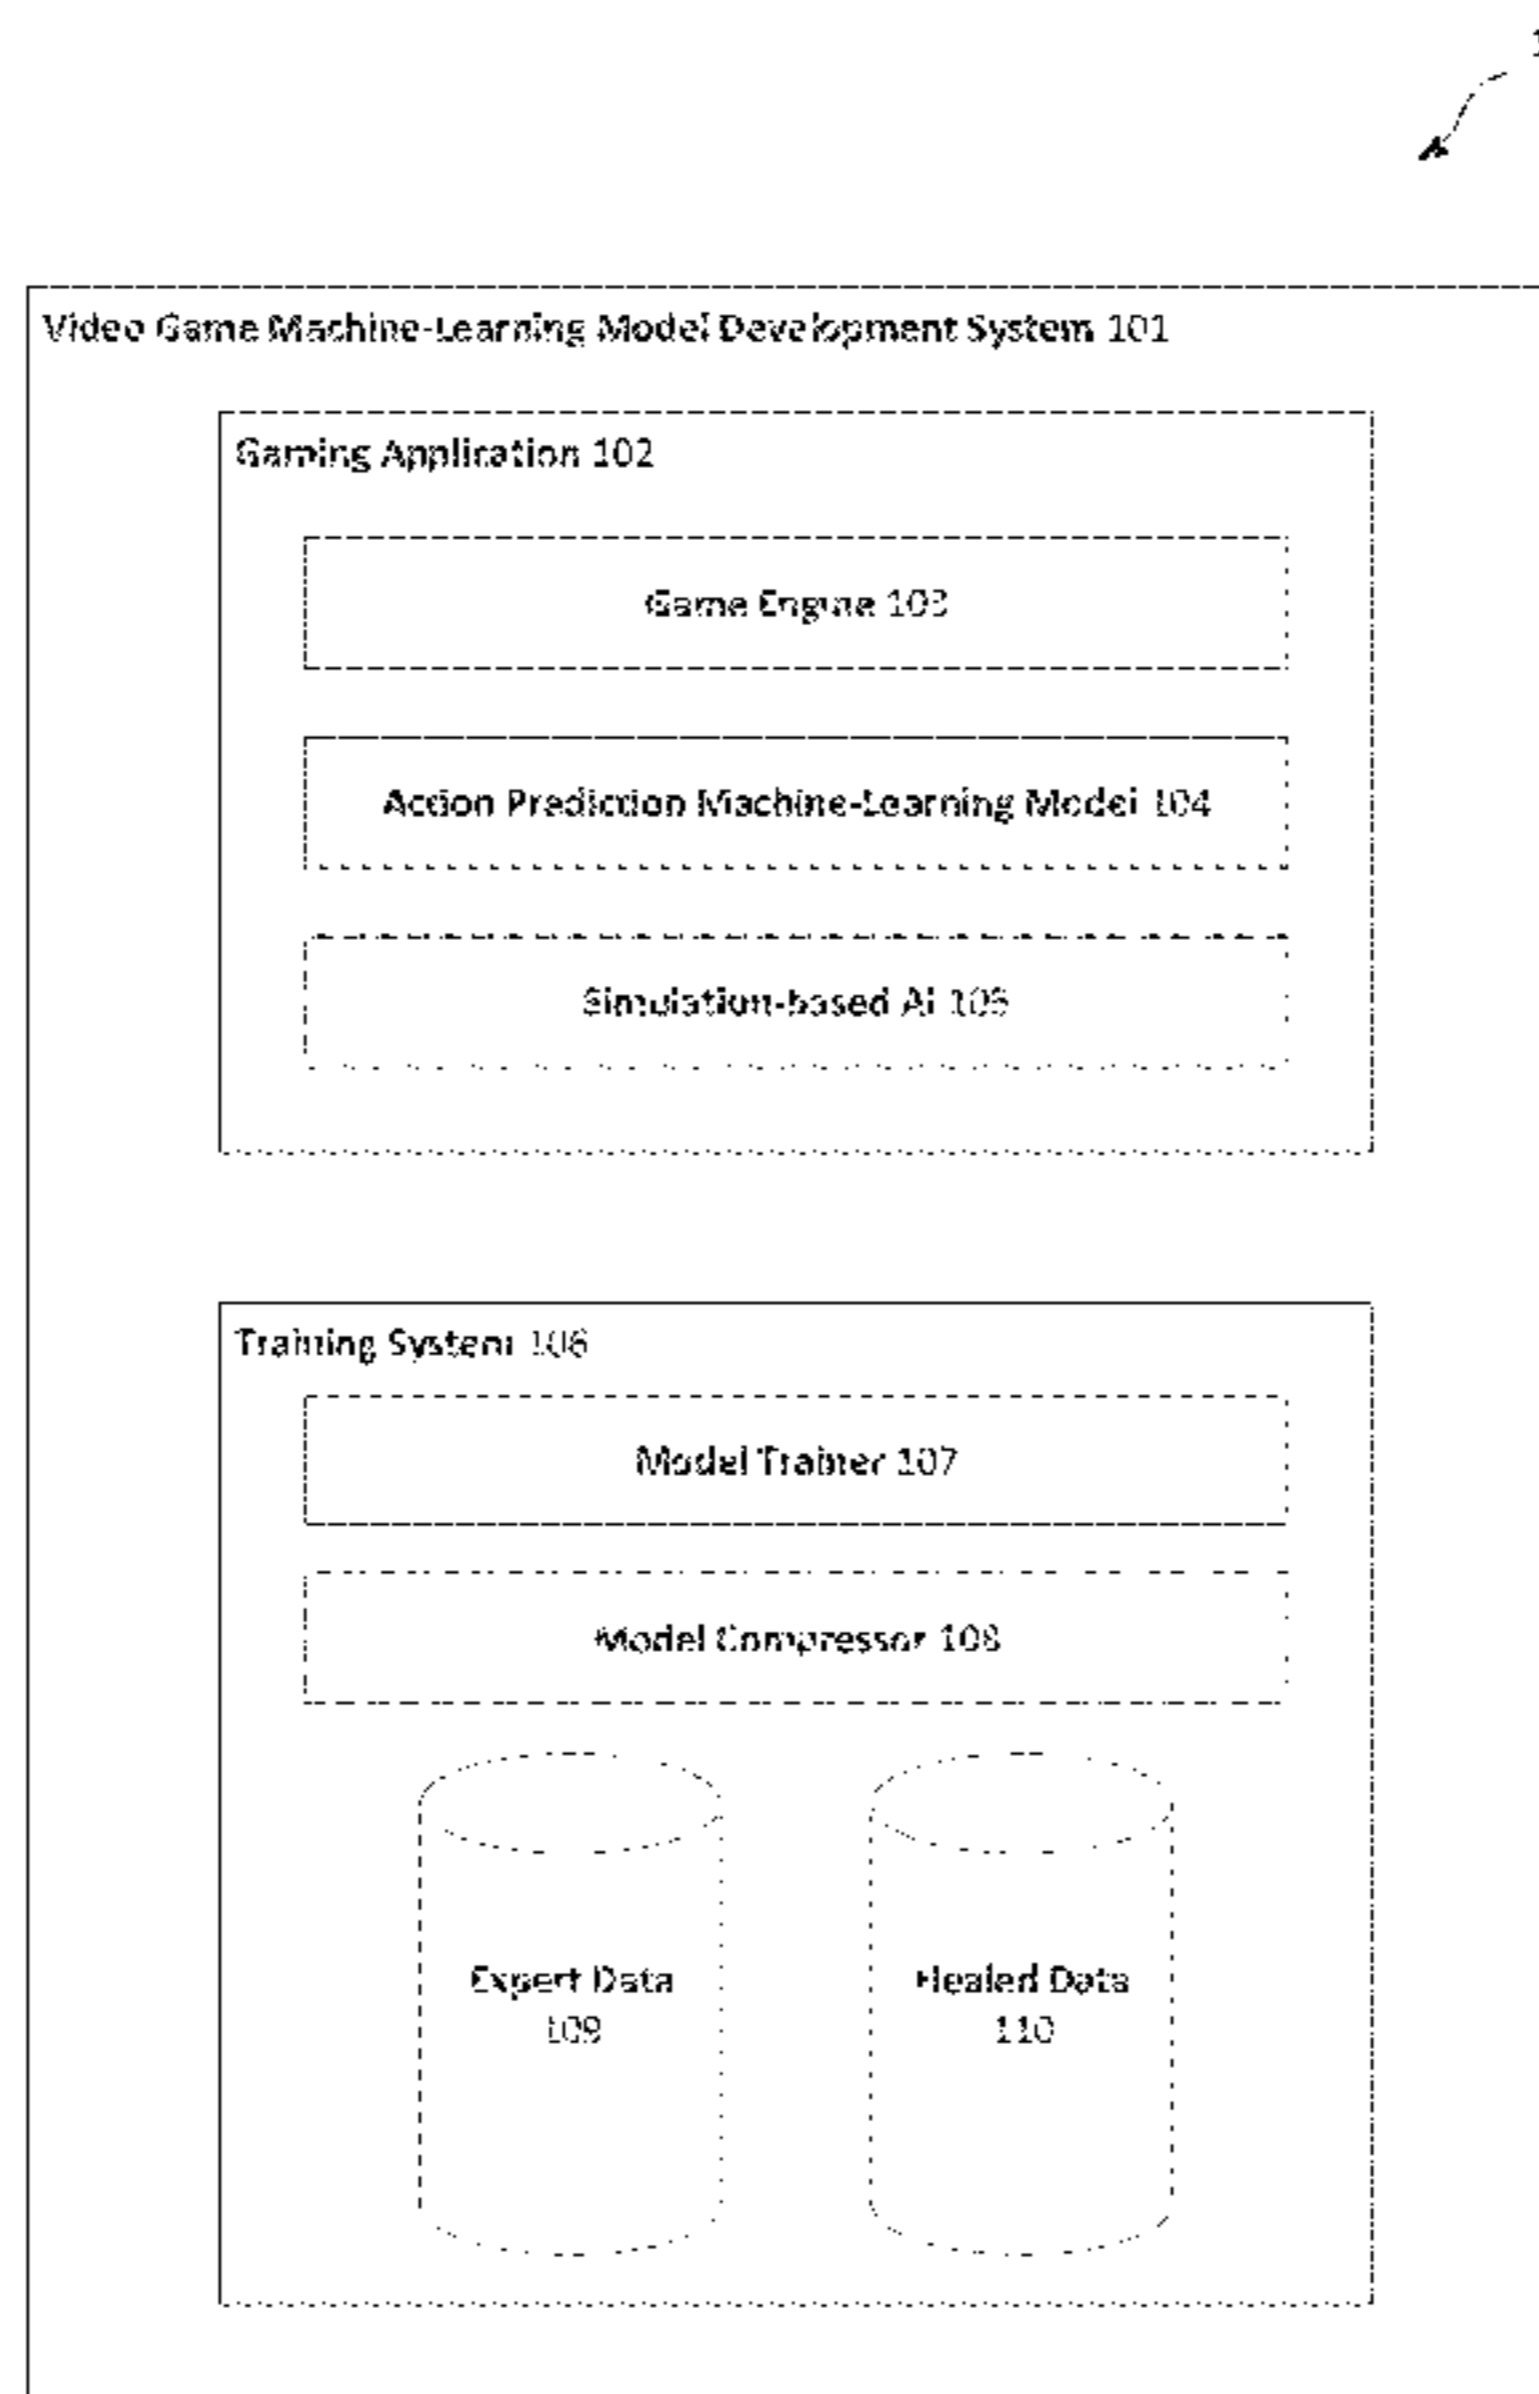 Video Game Machine-Learning Model Development System 101
Gaming Application 102
Game Engine 103
Action Prediction Machine-Learning Model 104
Simulation-based AI 105
Training System 106
Model Trainer 107
Model Compressor 108
Expert Data
109
Healed Data
110